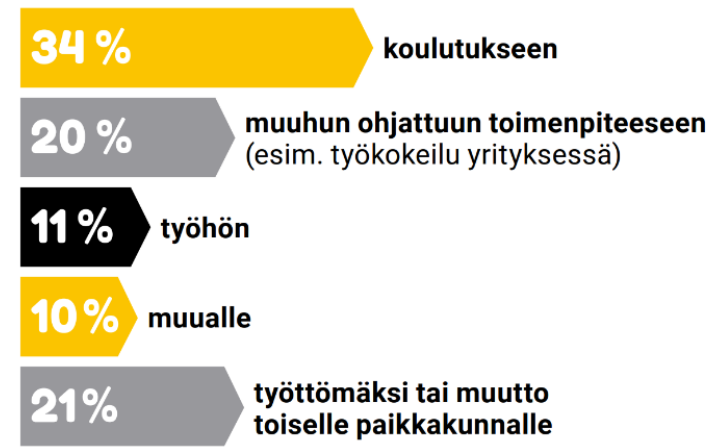 34 %
koulutukseen
20 %
muuhun ohjattuun toimenpiteeseen
(esim. työkokeilu yrityksessä)
11 %
työhön
10 %
muualle
21%
työttömäksi tai muutto
toiselle paikkakunnalle